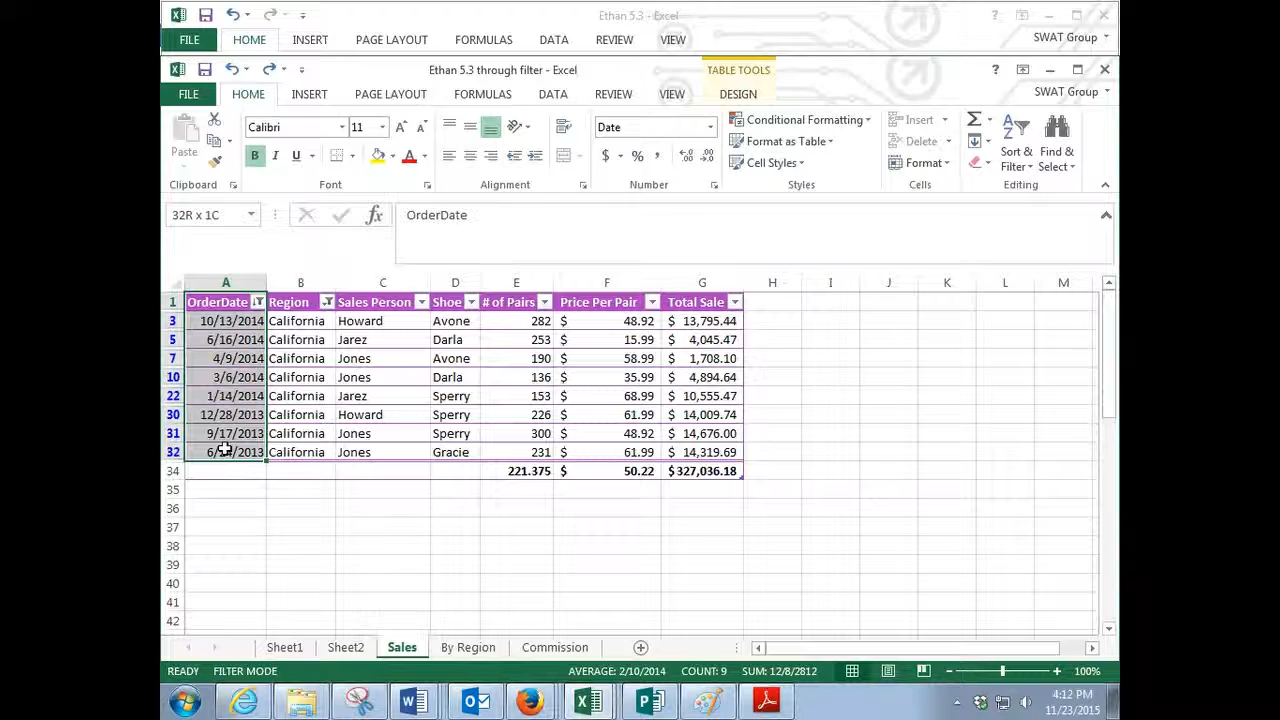 Ethan 5.3 - Excel
FILE HOME INSERT PAGE LAYOUT FORMULAS DATA REVIEW VIEW SWAT Group
Ethan 5.3 through filter - Excel TABLE TOOLS
FILE HOME INSERT PAGE LAYOUT FORMULAS DATA REVIEW VIEW DESIGN SWAT Group
Paste
Calibri 11
B I U
Date
$ % ,
Conditional Formatting
Format as Table
Cell Styles
Insert
Delete
Format
Sort & Filter
Find & Select
Clipboard Font Alignment Number Styles Cells Editing
32R x 1C fx OrderDate
A B C D E F G H I J K L M
1 OrderDate Region Sales Person Shoe # of Pairs Price Per Pair Total Sale
3 10/13/2014 California Howard Avone 282 $ 48.92 $ 13,795.44
5 6/16/2014 California Jarez Darla 253 $ 15.99 $ 4,045.47
7 4/9/2014 California Jones Avone 190 $ 58.99 $ 1,708.10
10 3/6/2014 California Jones Darla 136 $ 35.99 $ 4,894.64
22 1/14/2014 California Jarez Sperry 153 $ 68.99 $ 10,555.47
30 12/28/2013 California Howard Sperry 226 $ 61.99 $ 14,009.74
31 9/17/2013 California Jones Sperry 300 $ 48.92 $ 14,676.00
32 California Jones Gracie 231 $ 61.99 $ 14,319.69
34 221.375 $ 50.22 $327,036.18
35
36
37
38
39
40
41
42
Sheet1 Sheet2 Sales By Region Commission
READY FILTER MODE AVERAGE: 2/10/2014 COUNT: 9 SUM: 12/8/2812 100%
4:12 PM
11/23/2015